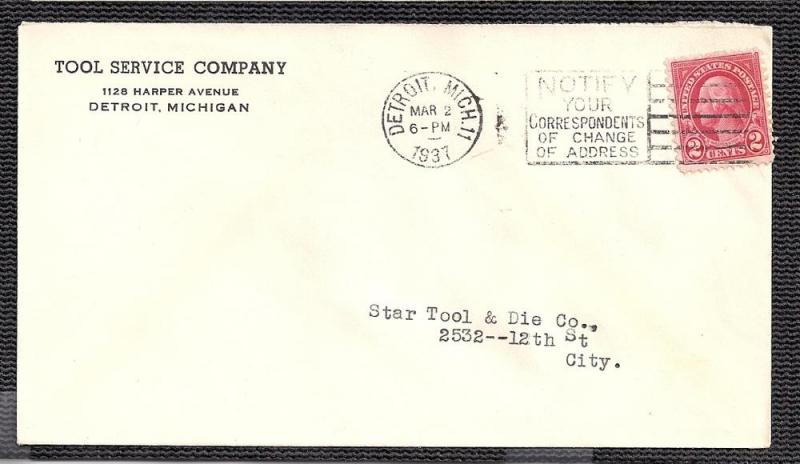 TOOL SERVICE COMPANY
1128 HARPER AVENUE
DETROIT, MICHIGAN
DETROIT, MICH. 11
MAR 2
6-PM
1937
NOTIFY
YOUR
CORRESPONDENTS
OF CHANGE
OF ADDRESS
UNITED STATES POSTAGE
2 CENTS 2
Star Tool & Die Co.,
2532--12th St
City.